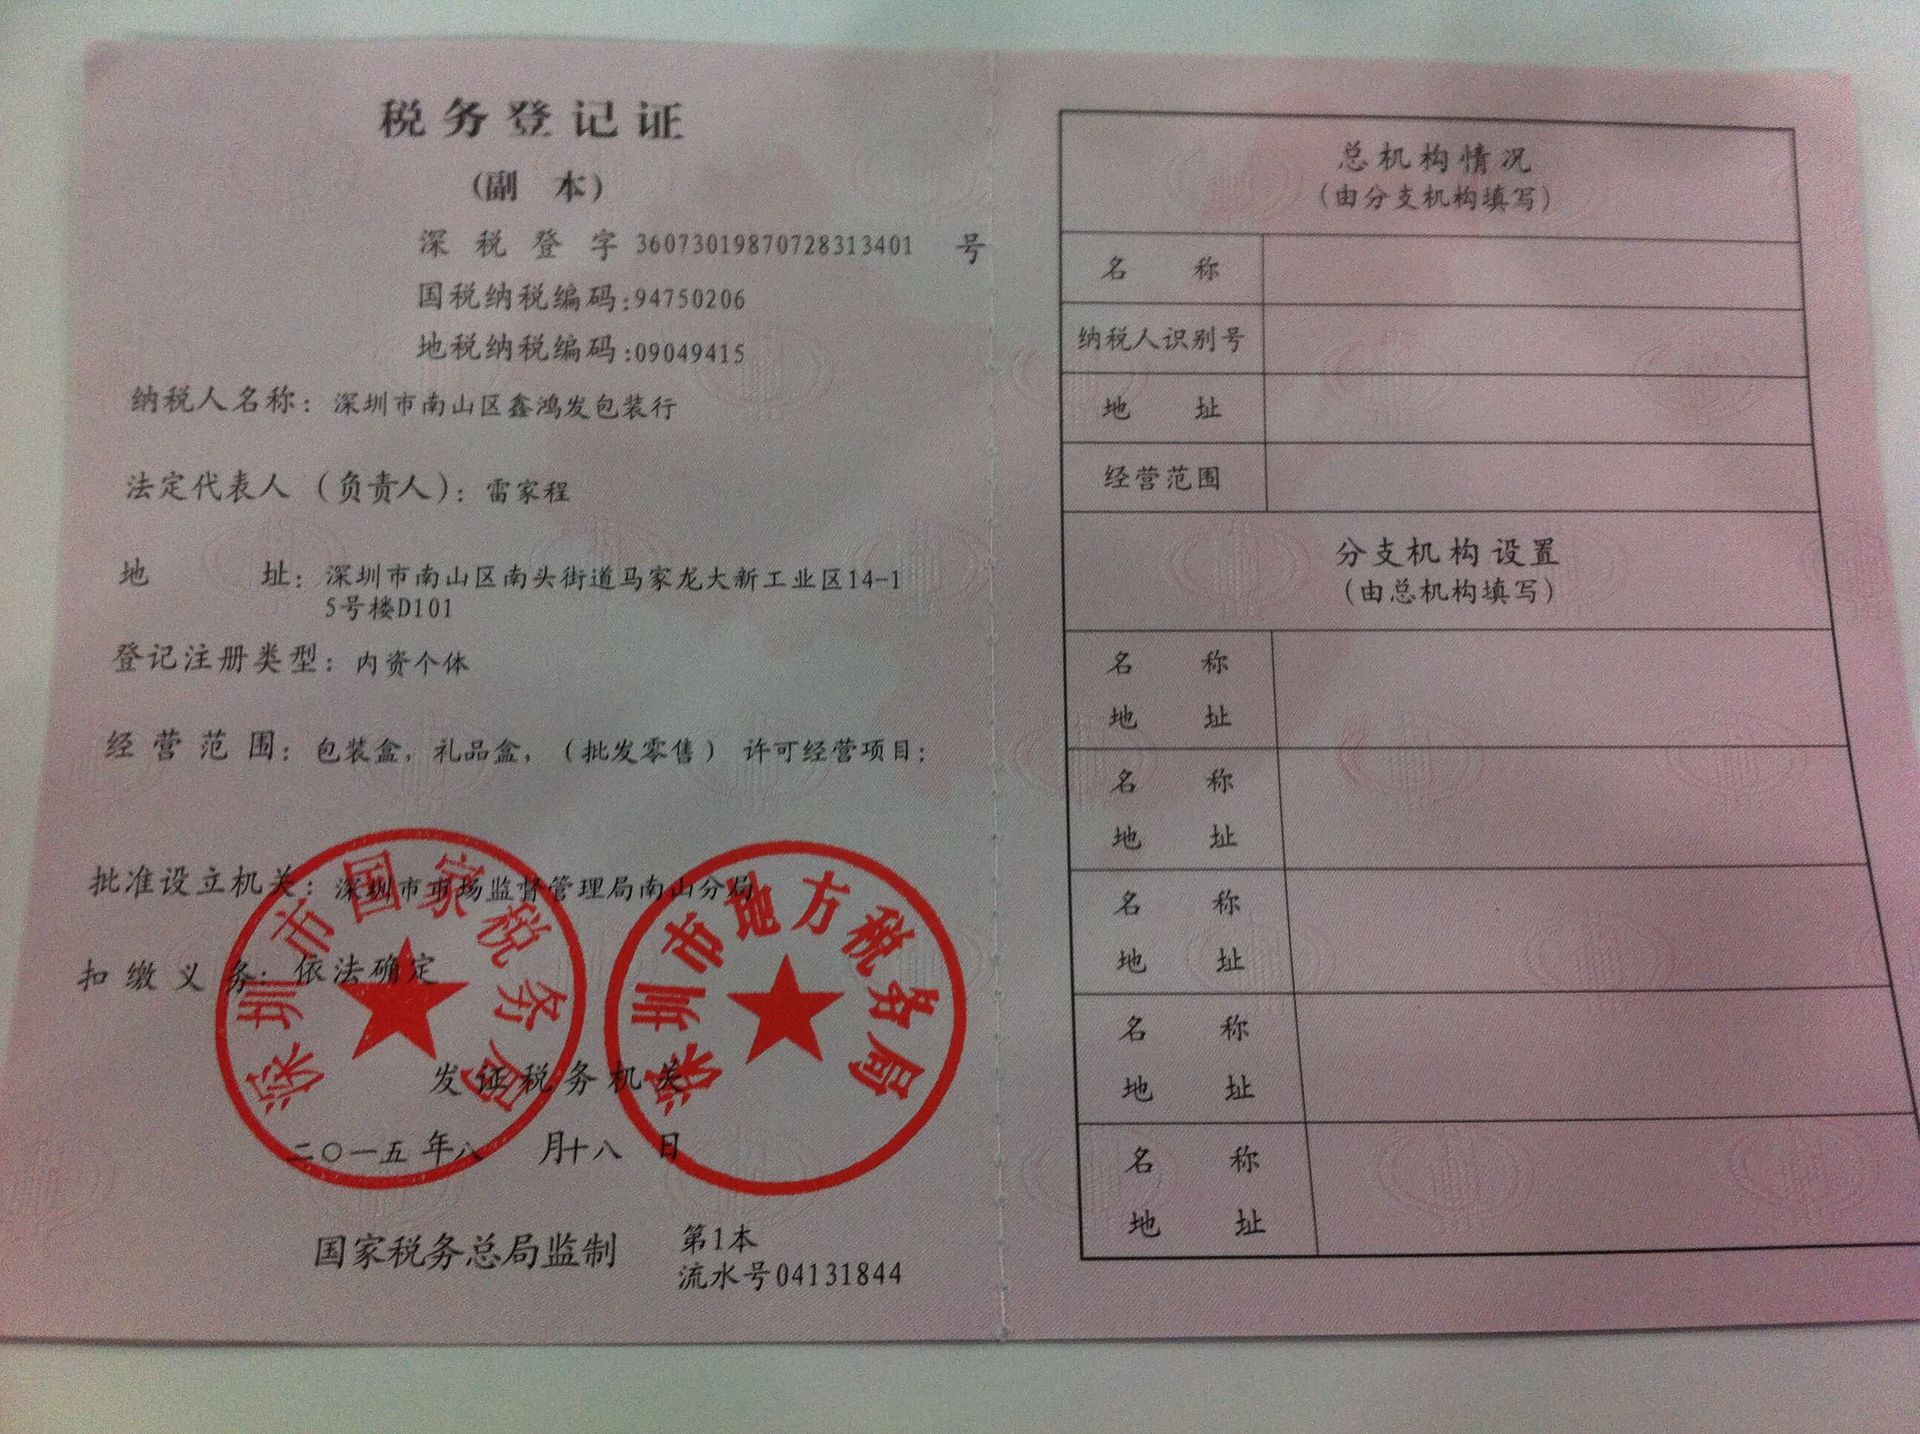 税务登记证
(副 本)
深税登字 36073019870728313401 号
国税纳税编码:94750206
地税纳税编码:09049415
纳税人名称：深圳市南山区鑫鸿发包装行
法定代表人（负责人）：雷家程
地 址：深圳市南山区南头街道马家龙大新工业区14-1
5号楼D101
登记注册类型：内资个体
经营范围：包装盒，礼品盒，（批发零售） 许可经营项目；
批准设立机关：深圳市市场监督管理局南山分局
扣缴义务：依法确定
深圳市国家税务局
深圳市地方税务局
发证税务机关
二〇一五 年八 月十八 日
国家税务总局监制
第1本
流水号04131844
总机构情况
（由分支机构填写）
名 称
纳税人识别号
地 址
经营范围
分支机构设置
（由总机构填写）
名 称
地 址
名 称
地 址
名 称
地 址
名 称
地 址
名 称
地 址